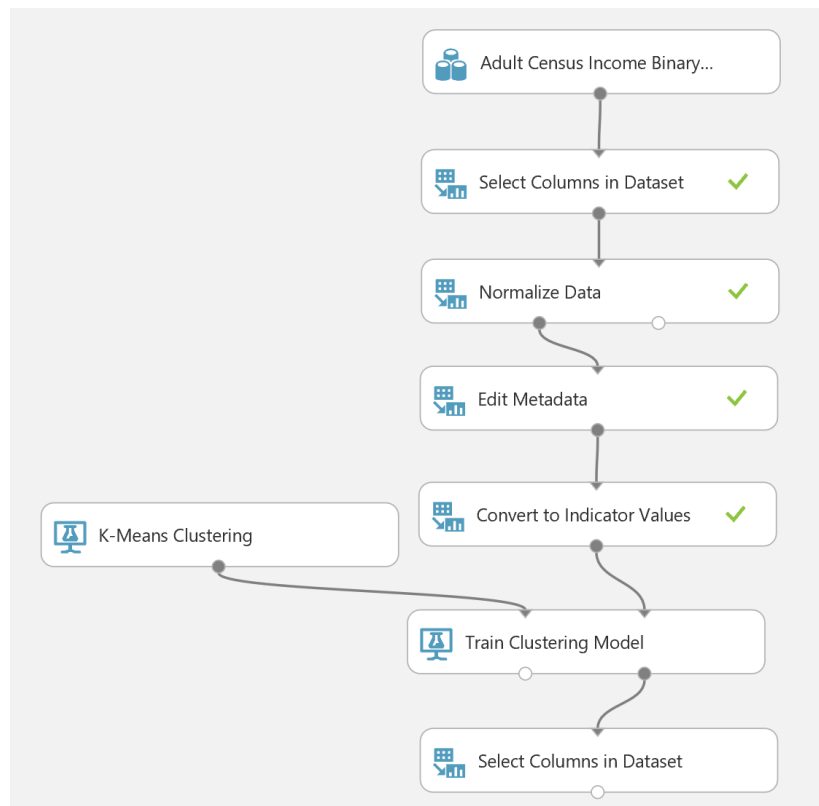 Adult Census Income Binary...
Select Columns in Dataset
Normalize Data
Edit Metadata
Convert to Indicator Values
K-Means Clustering
Train Clustering Model
Select Columns in Dataset